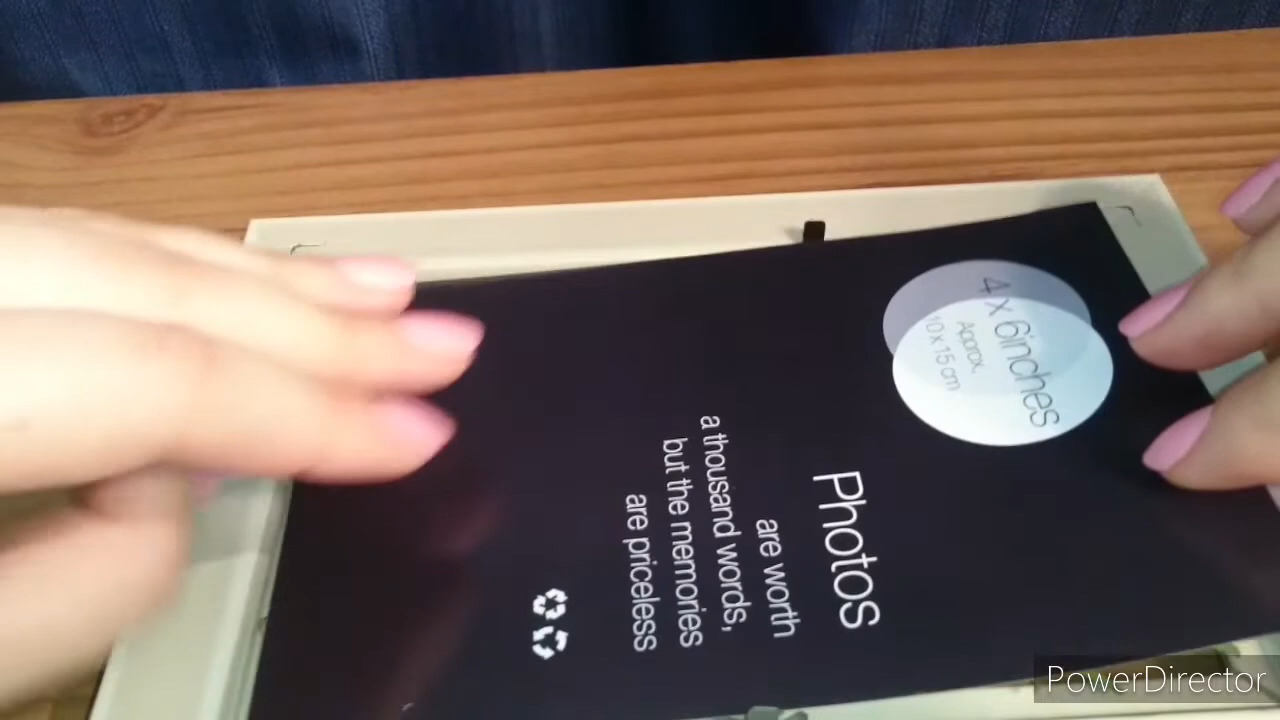 4 x 6inches
Approx.
10 x 15 cm
Photos
are worth
a thousand words,
but the memories
are priceless
PowerDirector